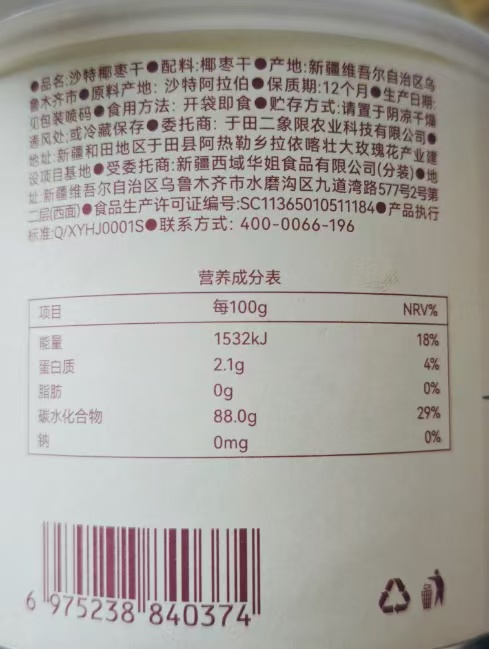 ●品名:沙特椰枣干●配料:椰枣●产地:新疆维吾尔自治区乌
鲁木齐市●原料产地: 沙特阿拉伯●保质期:12个月●生产日期:
见包装喷码●食用方法: 开袋即食●贮存方式:请置于阴凉干燥
通风处,或冷藏保存●委托商: 于田二象限农业科技有限公司●
地址:新疆和田地区于田县阿热勒乡拉依喀壮大玫瑰花产业建
设项目基地●受委托商:新疆西域华姐食品有限公司(分装)●地
址:新疆维吾尔自治区乌鲁木齐市水磨沟区九道湾路577号2号第
二层(西面)●食品生产许可证编号:SC11365010511184●产品执行
标准:Q/XYHJ0001S●联系方式: 400-0066-196
营养成分表
项目 每100g NRV%
能量 1532kJ 18%
蛋白质 2.1g 4%
脂肪 0g 0%
碳水化合物 88.0g 29%
钠 0mg 0%
6 975238 840374